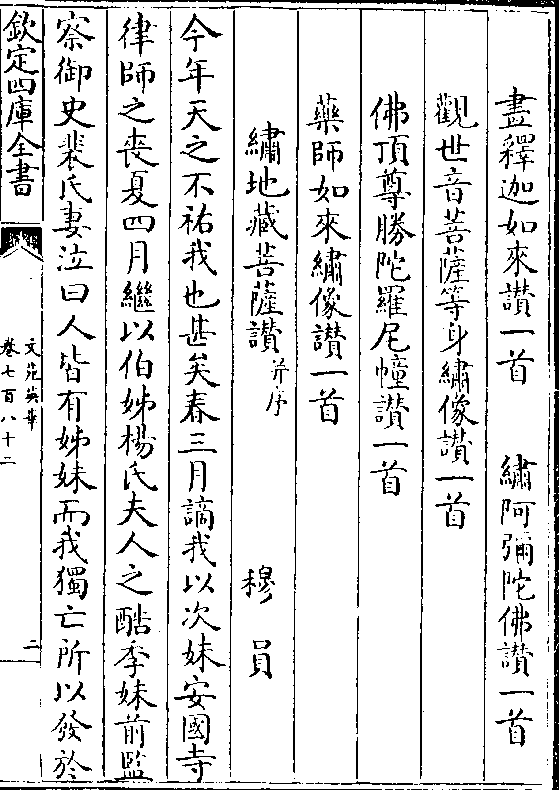 畫釋迦如來讃一首　繡阿彌陀佛讃一首
觀世音菩薩等身繡像讃一首
佛頂尊勝陀羅尼幢讃一首
藥師如來繡像讃一首
繡地藏菩薩讃 并序　穆員
今年天之不祐我也甚矣春三月謫我以次妹安國寺
律師之喪夏四月繼以伯姊楊氏夫人之酷季妹前監
察御史裴氏妻泣曰人皆有姊妹而我獨亡所以發於
欽定四庫全書
文苑英華
卷七百八十二
二